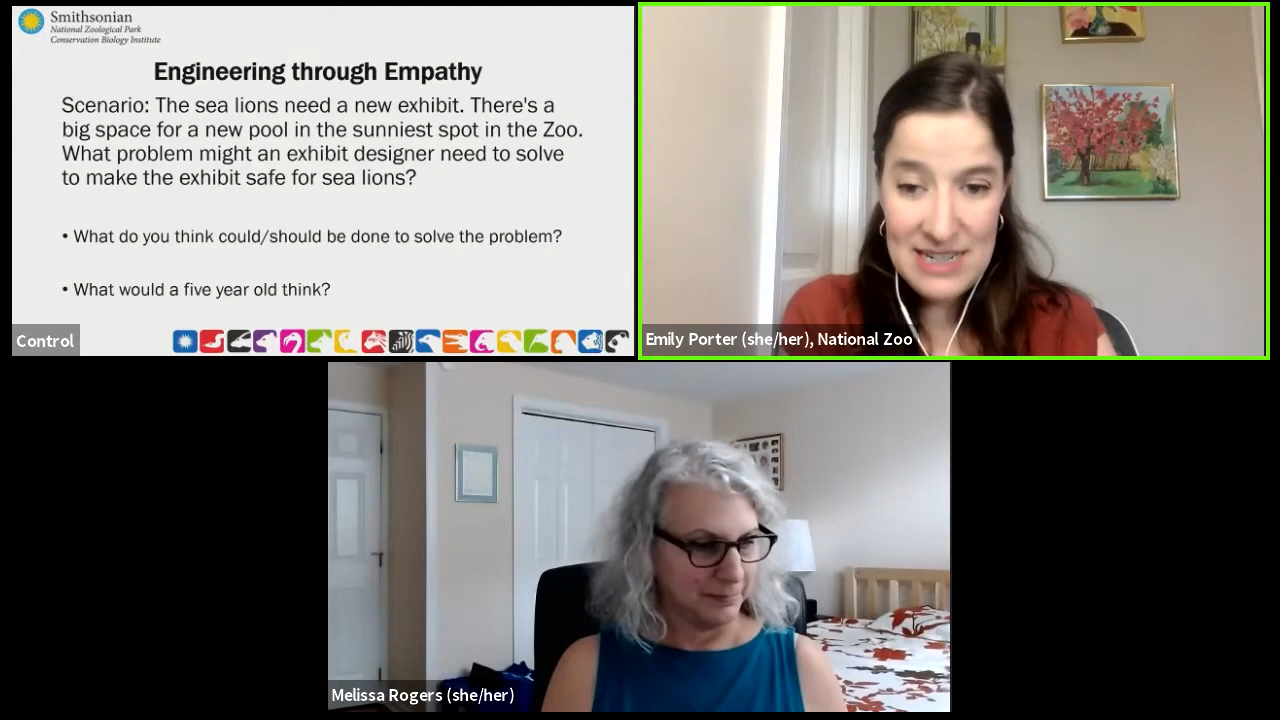 Smithsonian
National Zoological Park
Conservation Biology Institute
Engineering through Empathy
Scenario: The sea lions need a new exhibit. There's a
big space for a new pool in the sunniest spot in the Zoo.
What problem might an exhibit designer need to solve
to make the exhibit safe for sea lions?
• What do you think could/should be done to solve the problem?
• What would a five year old think?
Control
Emily Porter (she/her), National Zoo
Melissa Rogers (she/her)